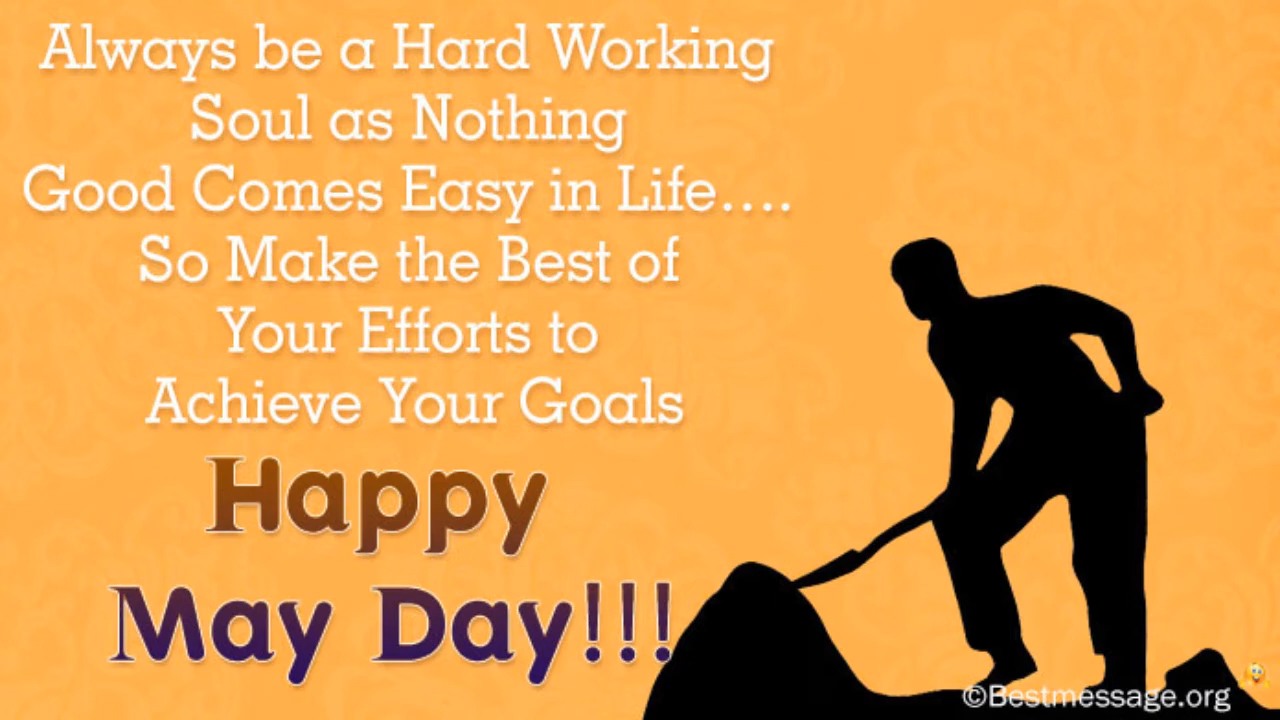 Always be a Hard Working
Soul as Nothing
Good Comes Easy in Life....
So Make the Best of
Your Efforts to
Achieve Your Goals
Happy
May Day!!!
©Bestmessage.org